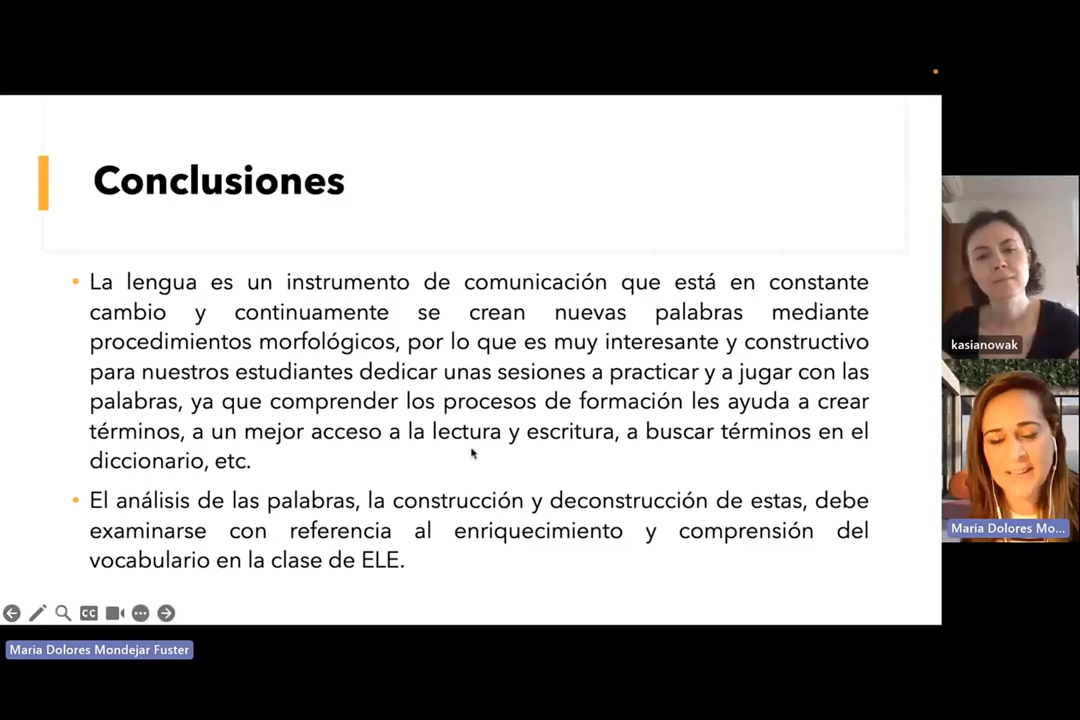 Conclusiones
• La lengua es un instrumento de comunicación que está en constante
cambio y continuamente se crean nuevas palabras mediante
procedimientos morfológicos, por lo que es muy interesante y constructivo
para nuestros estudiantes dedicar unas sesiones a practicar y a jugar con las
palabras, ya que comprender los procesos de formación les ayuda a crear
términos, a un mejor acceso a la lectura y escritura, a buscar términos en el
diccionario, etc.
• El análisis de las palabras, la construcción y deconstrucción de estas, debe
examinarse con referencia al enriquecimiento y comprensión del
vocabulario en la clase de ELE.
CC
Maria Dolores Mondejar Fuster
kasianowak
Maria Dolores Mo...